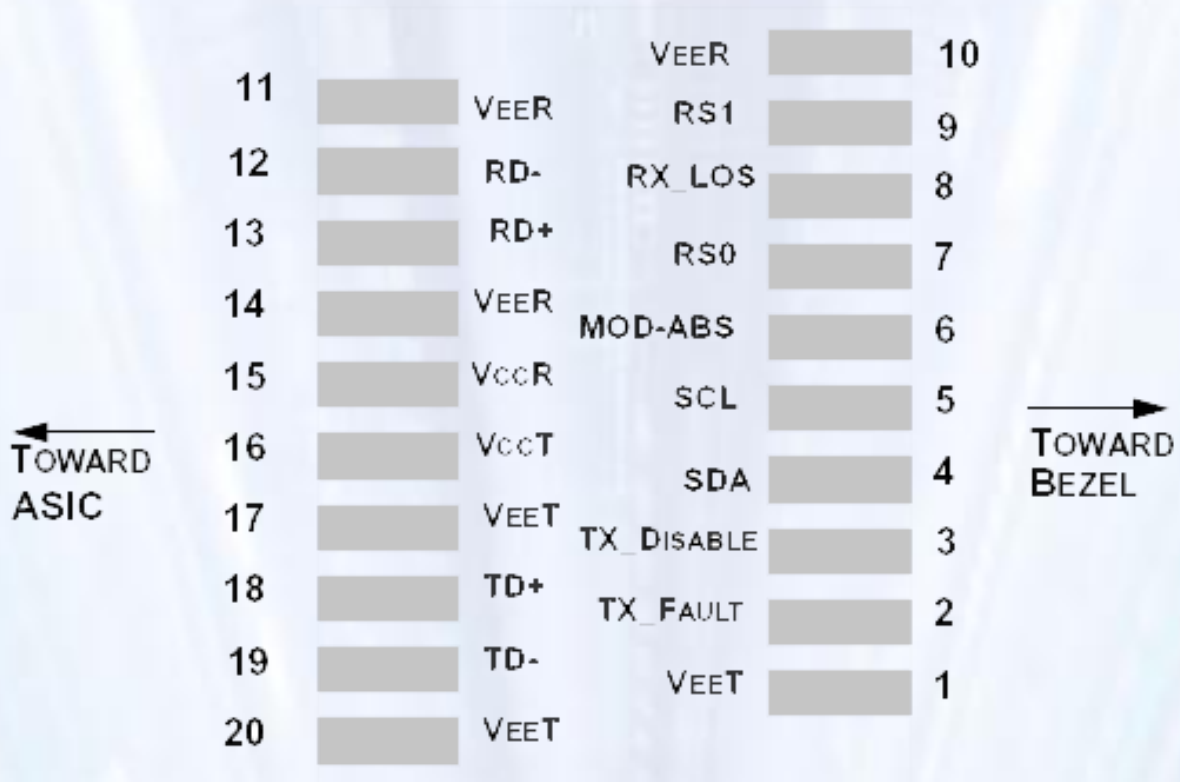 11 VEER
12 RD-
13 RD+
14 VEER
15 VCCR
16 VCCT
17 VEET
18 TD+
19 TD-
20 VEET
VEER 10
RS1 9
RX_LOS 8
RS0 7
MOD-ABS 6
SCL 5
SDA 4
TX_DISABLE 3
TX_FAULT 2
VEET 1
TOWARD
ASIC
TOWARD
BEZEL